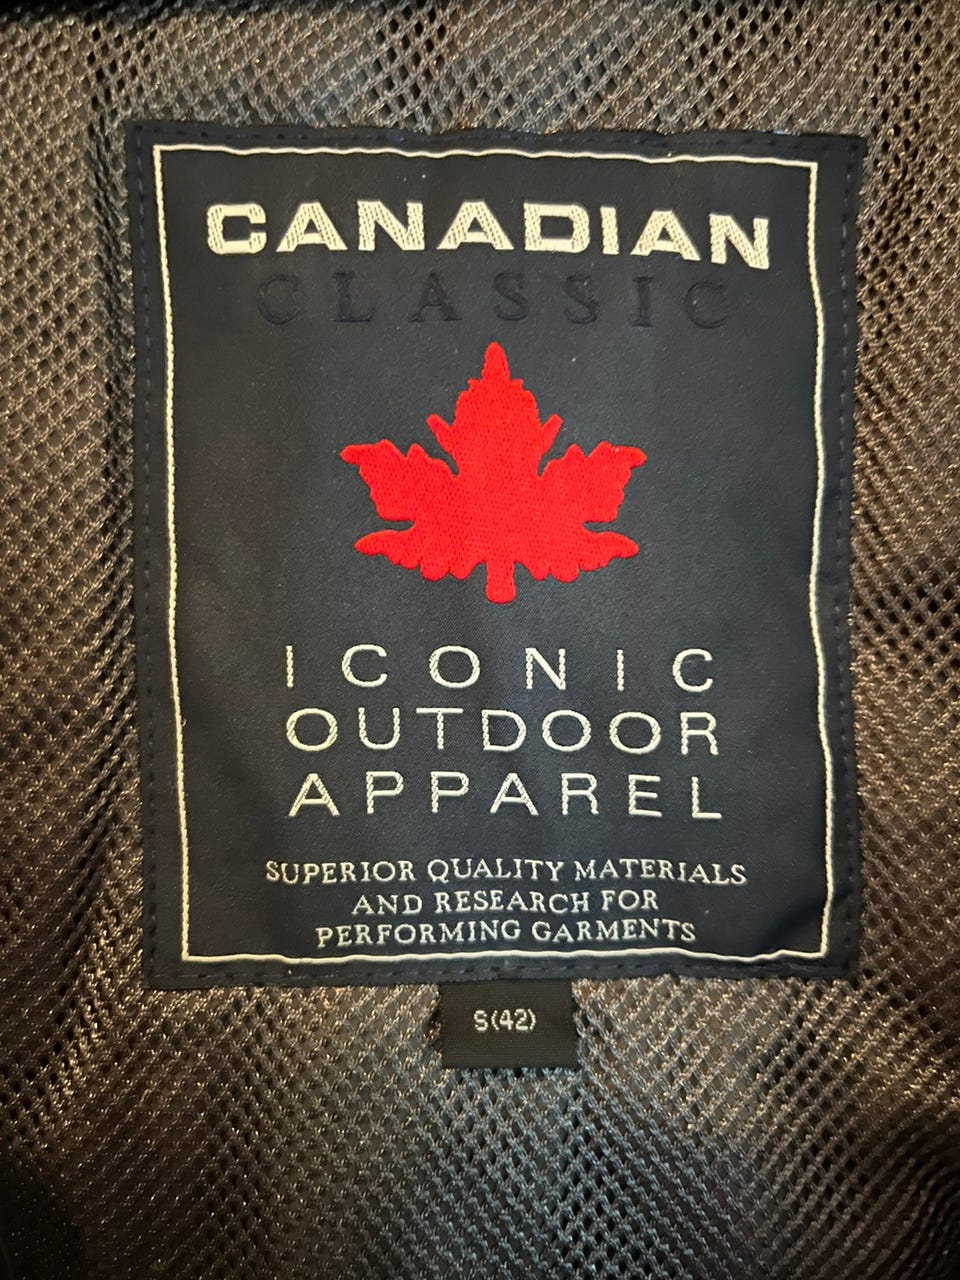 CANADIAN
CLASSIC
ICONIC
OUTDOOR
APPAREL
SUPERIOR QUALITY MATERIALS
AND RESEARCH FOR
PERFORMING GARMENTS
S(42)